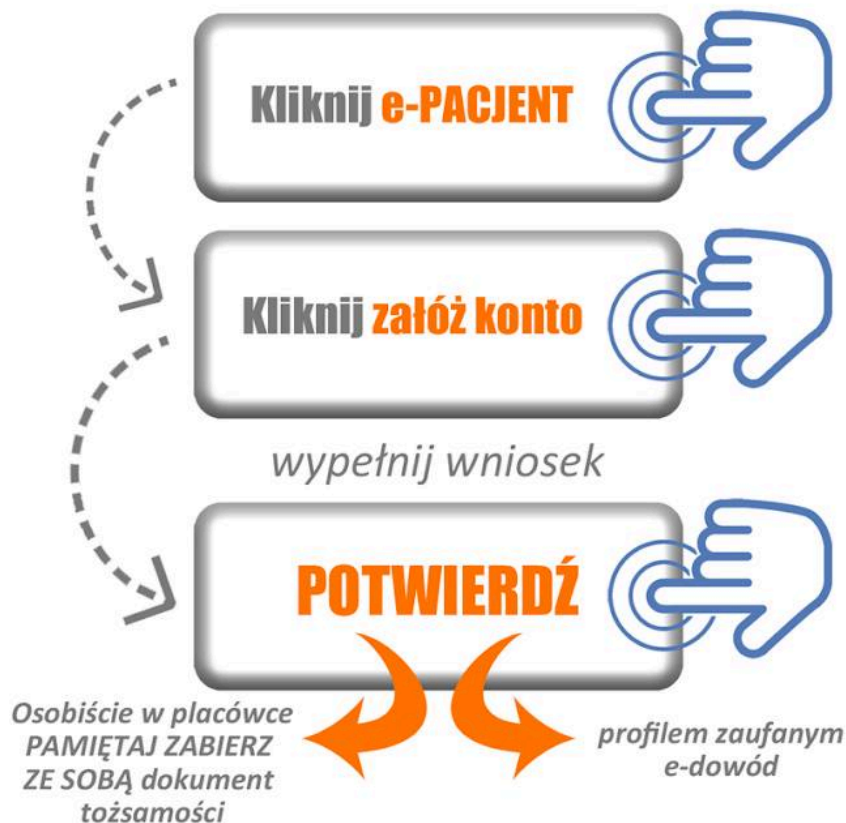 Kliknij e-PACJENT
Kliknij załóż konto
wypełnij wniosek
POTWIERDŹ
Osobiście w placówce
PAMIĘTAJ ZABIERZ
ZE SOBĄ dokument
tożsamości
profilem zaufanym
e-dowód